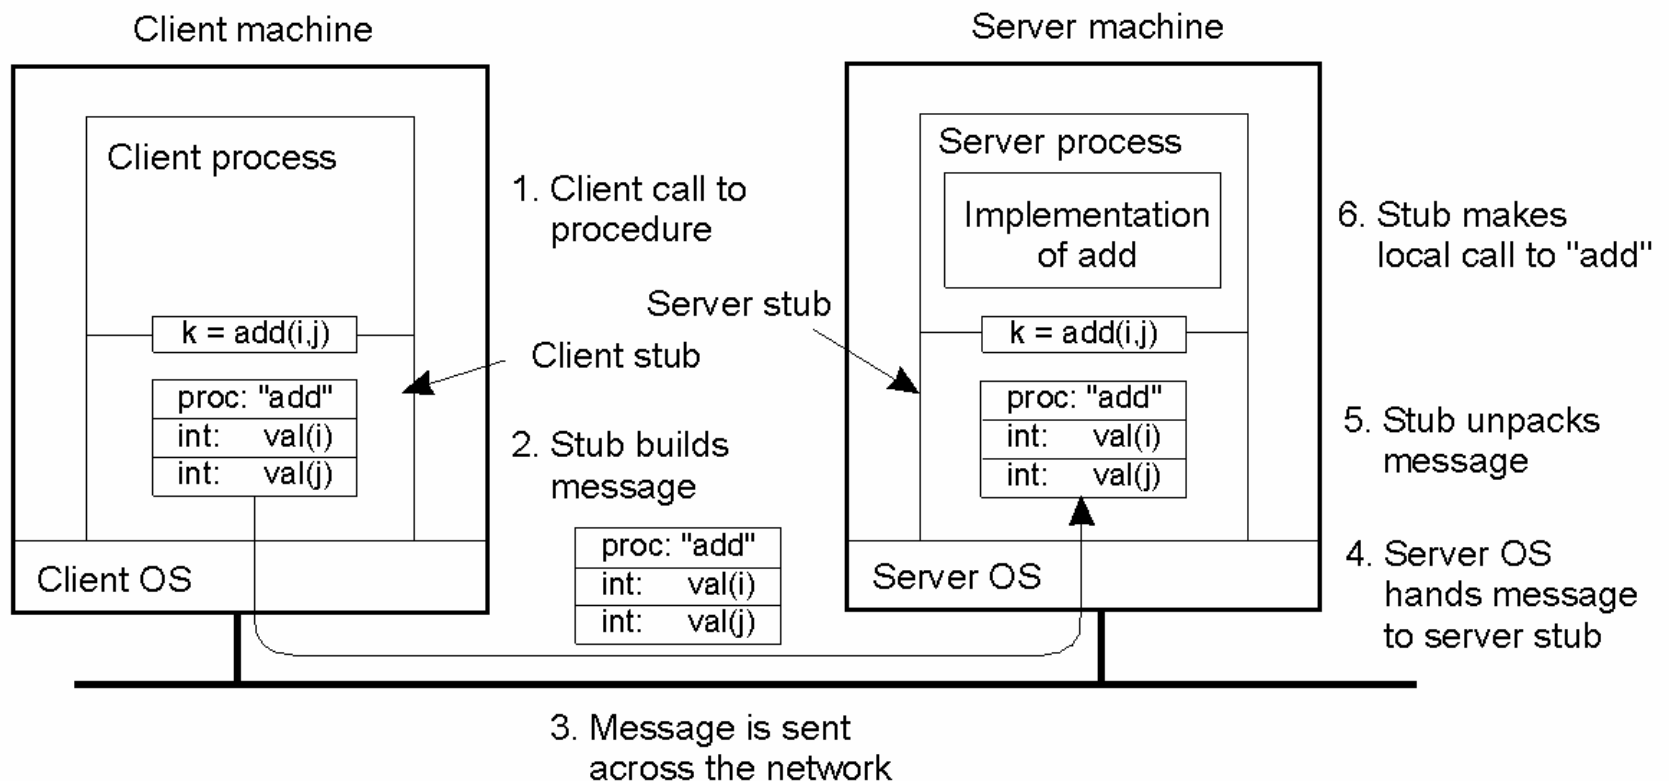 Client machine
Client process
k = add(i,j)
proc: "add"
int: val(i)
int: val(j)
Client OS
1. Client call to
procedure
Client stub
2. Stub builds
message
proc: "add"
int: val(i)
int: val(j)
3. Message is sent
across the network
Server machine
Server process
Implementation
of add
Server stub
k = add(i,j)
proc: "add"
int: val(i)
int: val(j)
Server OS
6. Stub makes
local call to "add"
5. Stub unpacks
message
4. Server OS
hands message
to server stub